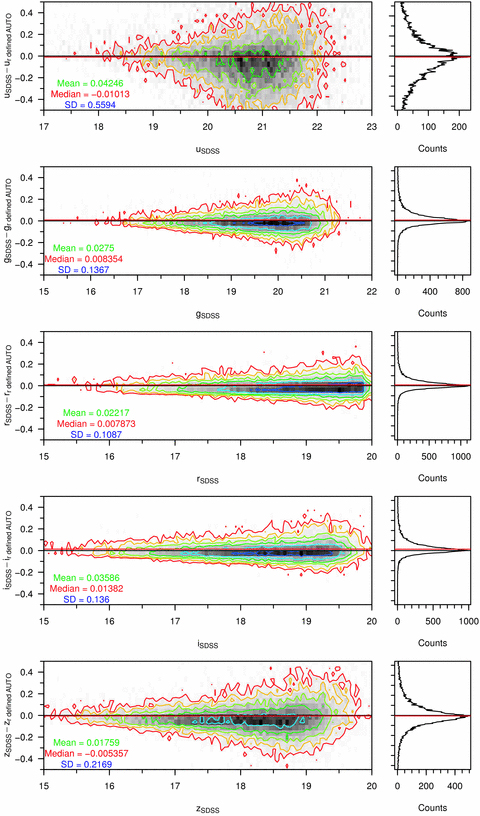 uSDSS − ur defined AUTO
0.4
0.2
0.0
−0.2
−0.4
Mean = 0.04246
Median = −0.01013
SD = 0.5594
17 18 19 20 21 22 23
uSDSS
0 50 100 200
Counts
gSDSS − gr defined AUTO
0.4
0.2
0.0
−0.2
−0.4
Mean = 0.0275
Median = 0.008354
SD = 0.1367
15 16 17 18 19 20 21 22
gSDSS
0 400 800
Counts
rSDSS − rr defined AUTO
0.4
0.2
0.0
−0.2
−0.4
Mean = 0.02217
Median = 0.007873
SD = 0.1087
15 16 17 18 19 20
rSDSS
0 400 1000
Counts
iSDSS − ir defined AUTO
0.4
0.2
0.0
−0.2
−0.4
Mean = 0.03586
Median = 0.01382
SD = 0.136
15 16 17 18 19 20
iSDSS
0 200 600 1000
Counts
zSDSS − zr defined AUTO
0.4
0.2
0.0
−0.2
−0.4
Mean = 0.01759
Median = −0.005357
SD = 0.2169
15 16 17 18 19 20
zSDSS
0 200 400
Counts